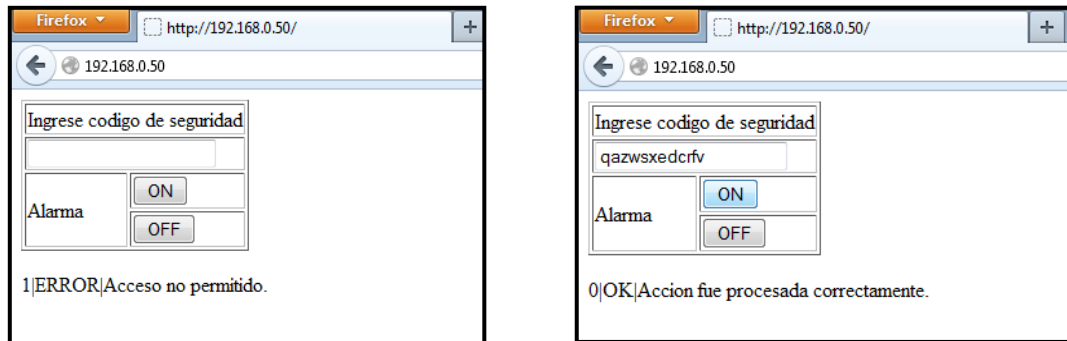 Firefox
http://192.168.0.50/
192.168.0.50
Ingrese codigo de seguridad
Alarma
ON
OFF
1|ERROR|Acceso no permitido.
Firefox
http://192.168.0.50/
192.168.0.50
Ingrese codigo de seguridad
qazwsxedcrfv
Alarma
ON
OFF
0|OK|Accion fue procesada correctamente.